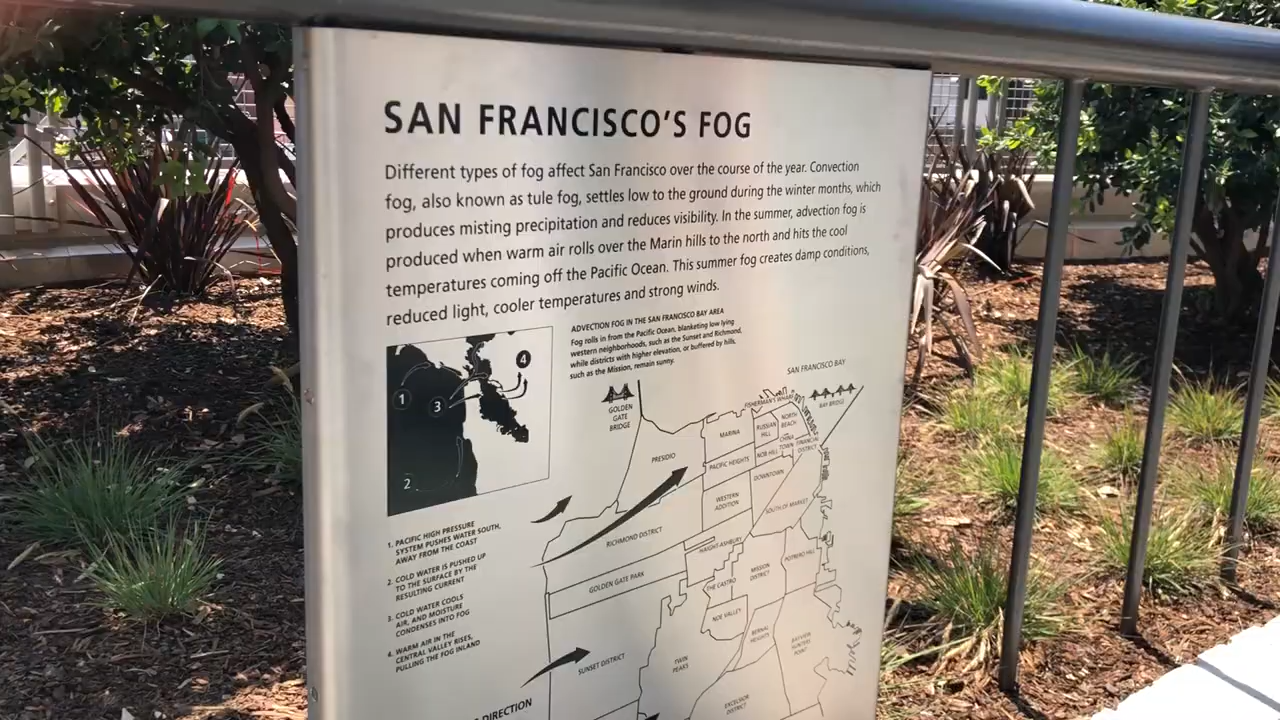 SAN FRANCISCO'S FOG
Different types of fog affect San Francisco over the course of the year. Convection
fog, also known as tule fog, settles low to the ground during the winter months, which
produces misting precipitation and reduces visibility. In the summer, advection fog is
produced when warm air rolls over the Marin hills to the north and hits the cool
temperatures coming off the Pacific Ocean. This summer fog creates damp conditions,
reduced light, cooler temperatures and strong winds.
ADVECTION FOG IN THE SAN FRANCISCO BAY AREA
Fog rolls in from the Pacific Ocean, blanketing low lying
western neighborhoods, such as the Sunset and Richmond,
while districts with higher elevation, or buffered by hills,
such as the Mission, remain sunny.
1
2
3
4
1. PACIFIC HIGH PRESSURE
SYSTEM PUSHES WATER SOUTH,
AWAY FROM THE COAST
2. COLD WATER IS PUSHED UP
TO THE SURFACE BY THE
RESULTING CURRENT
3. COLD WATER COOLS
AIR, AND MOISTURE
CONDENSES INTO FOG
4. WARM AIR IN THE
CENTRAL VALLEY RISES,
PULLING THE FOG INLAND
SAN FRANCISCO BAY
GOLDEN
GATE
BRIDGE
BAY BRIDGE
FISHERMAN'S WHARF
MARINA
RUSSIAN
HILL
NORTH
BEACH
CHINA
TOWN
FINANCIAL
DISTRICT
PRESIDIO
PACIFIC HEIGHTS
NOB HILL
DOWNTOWN
WESTERN
ADDITION
SOUTH OF MARKET
RICHMOND DISTRICT
HAIGHT-ASHBURY
MISSION
DISTRICT
POTRERO HILL
GOLDEN GATE PARK
THE CASTRO
NOE VALLEY
BERNAL
HEIGHTS
BAYVIEW
HUNTERS
POINT
SUNSET DISTRICT
TWIN
PEAKS
EXCELSIOR
DISTRICT
DIRECTION